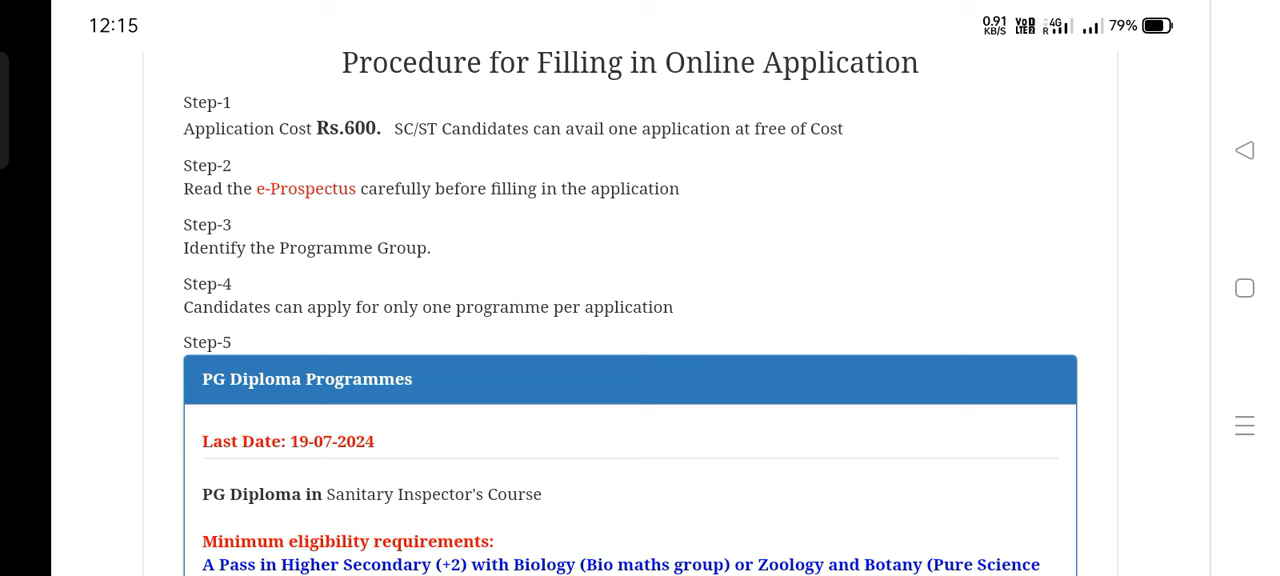 12:15
0.91 KB/S VoD LTE2 4G R 79%
Procedure for Filling in Online Application
Step-1
Application Cost Rs.600. SC/ST Candidates can avail one application at free of Cost
Step-2
Read the e-Prospectus carefully before filling in the application
Step-3
Identify the Programme Group.
Step-4
Candidates can apply for only one programme per application
Step-5
PG Diploma Programmes
Last Date: 19-07-2024
PG Diploma in Sanitary Inspector's Course
Minimum eligibility requirements:
A Pass in Higher Secondary (+2) with Biology (Bio maths group) or Zoology and Botany (Pure Science